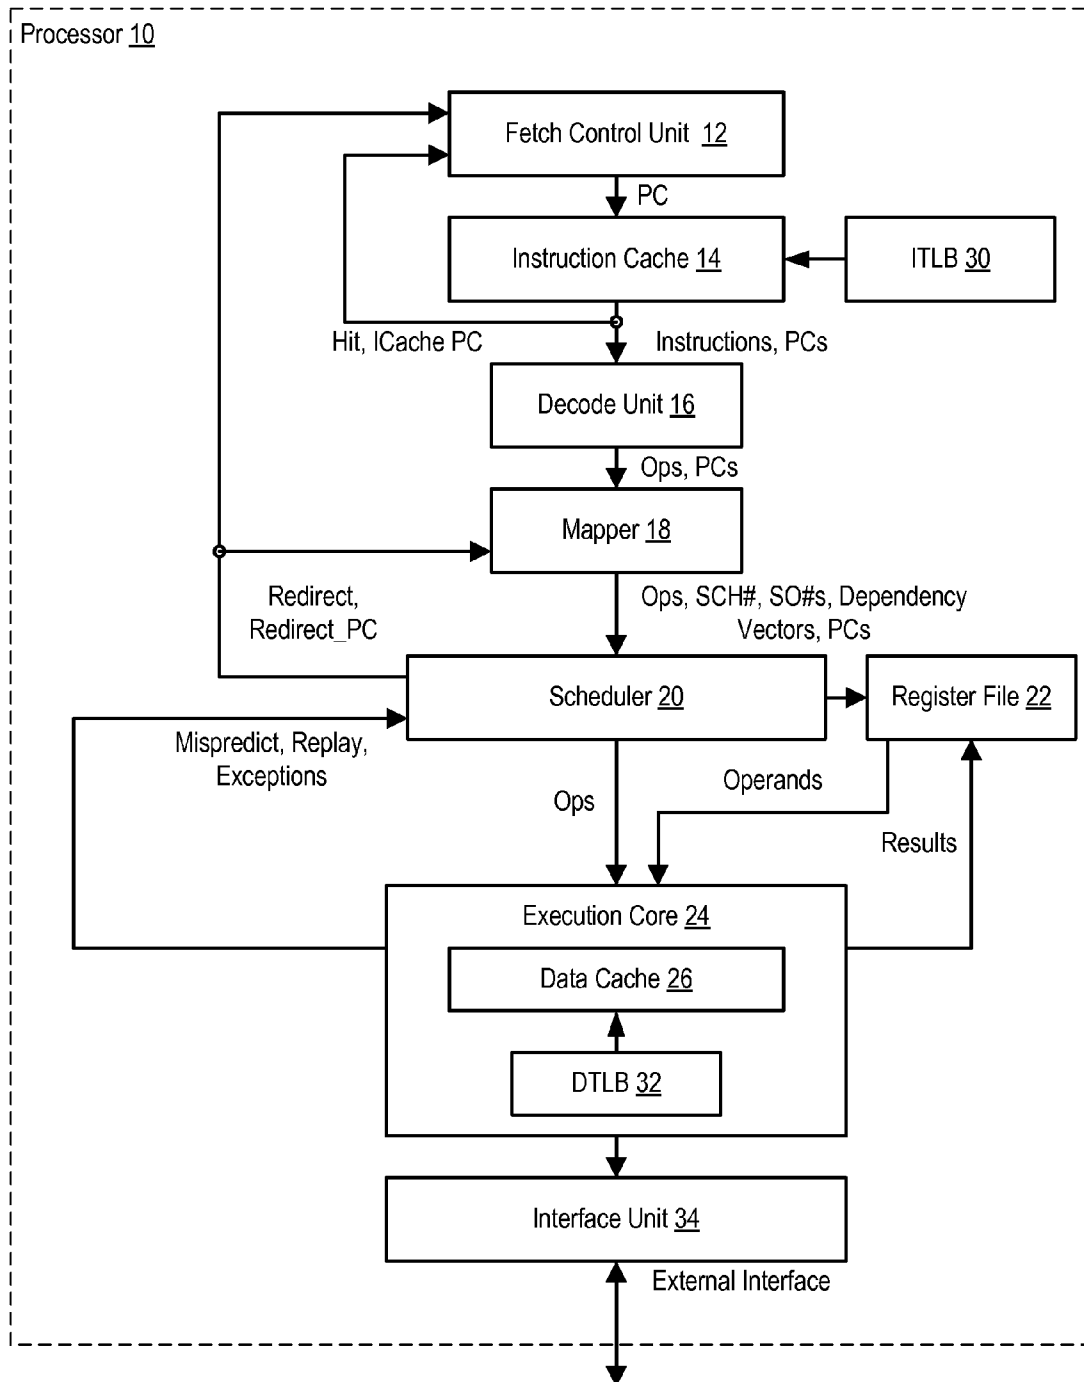 Processor 10
Fetch Control Unit 12
PC
Instruction Cache 14
ITLB 30
Hit, ICache PC
Instructions, PCs
Decode Unit 16
Ops, PCs
Mapper 18
Redirect,
Redirect_PC
Ops, SCH#, SO#s, Dependency
Vectors, PCs
Scheduler 20
Register File 22
Mispredict, Replay,
Exceptions
Ops
Operands
Results
Execution Core 24
Data Cache 26
DTLB 32
Interface Unit 34
External Interface